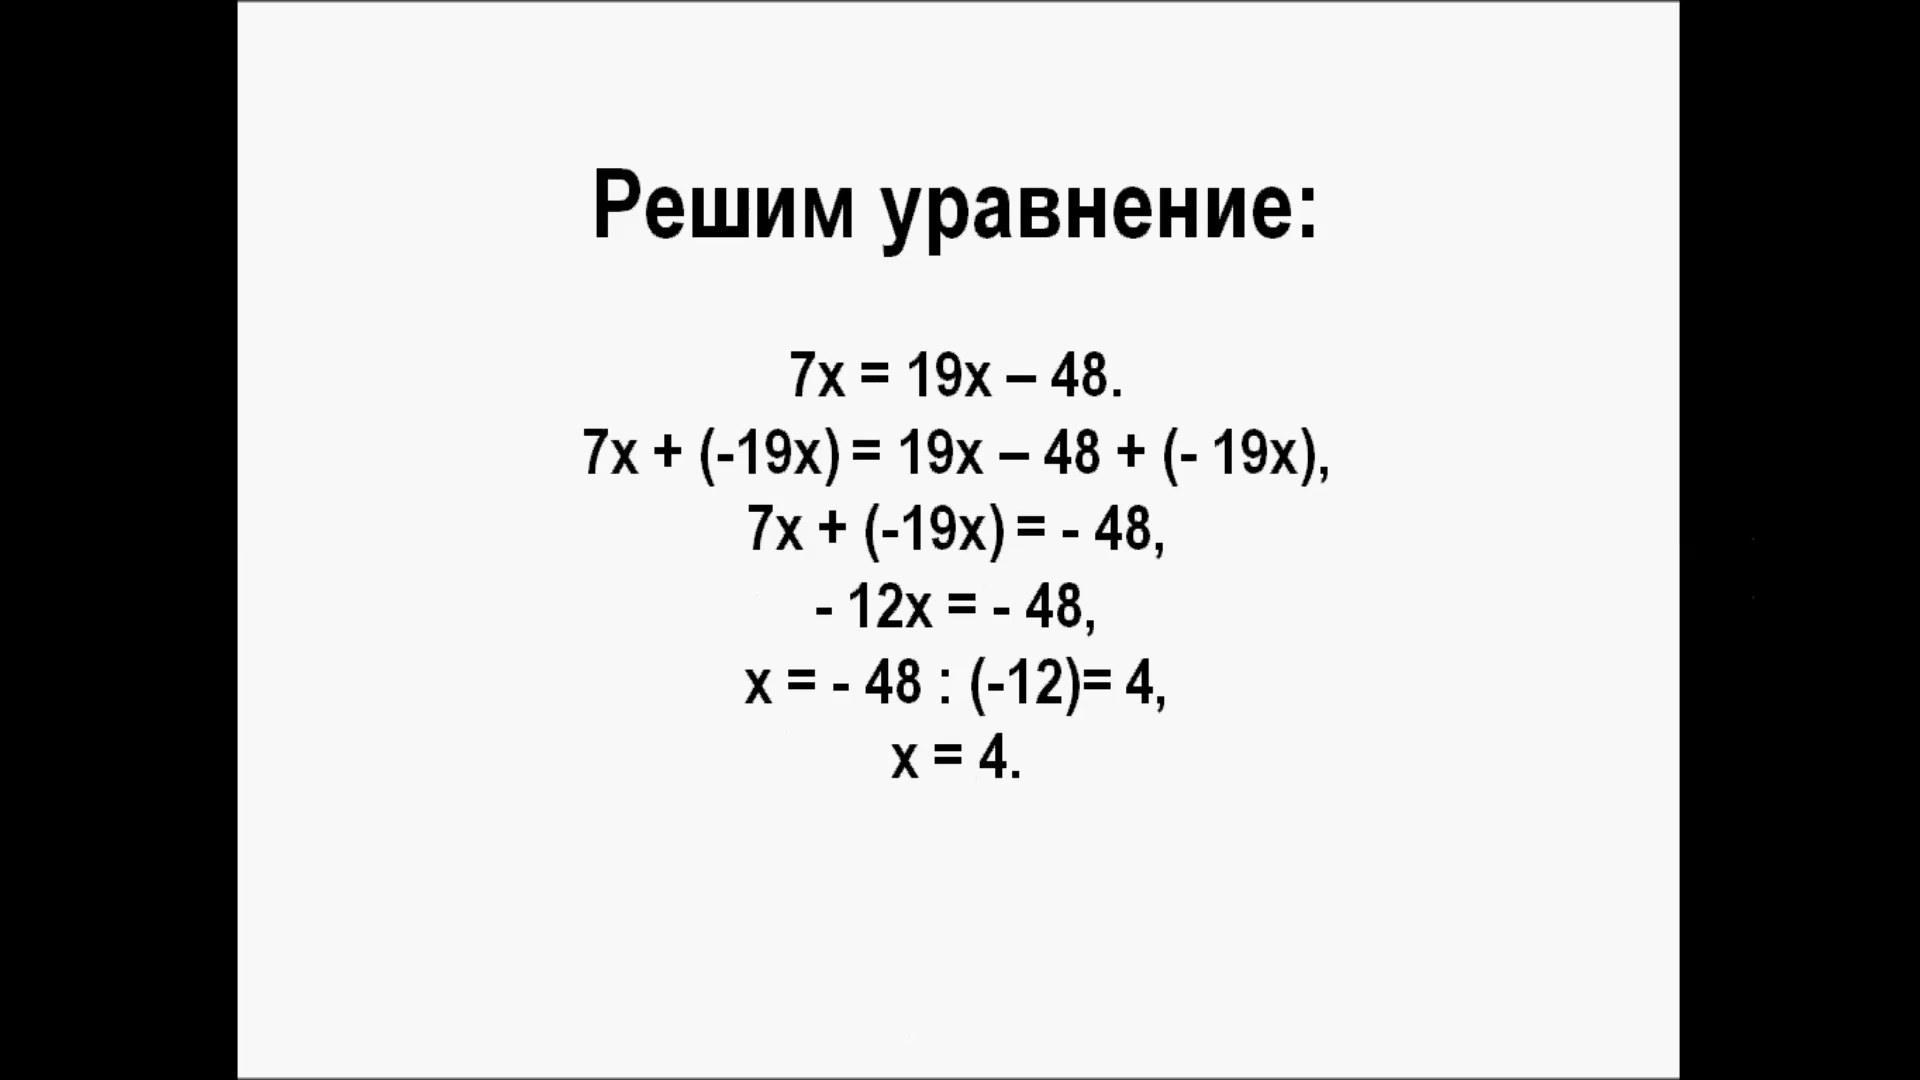 Решим уравнение:
7x = 19x – 48.
7x + (-19x) = 19x – 48 + (- 19x),
7x + (-19x) = - 48,
- 12x = - 48,
x = - 48 : (-12)= 4,
x = 4.